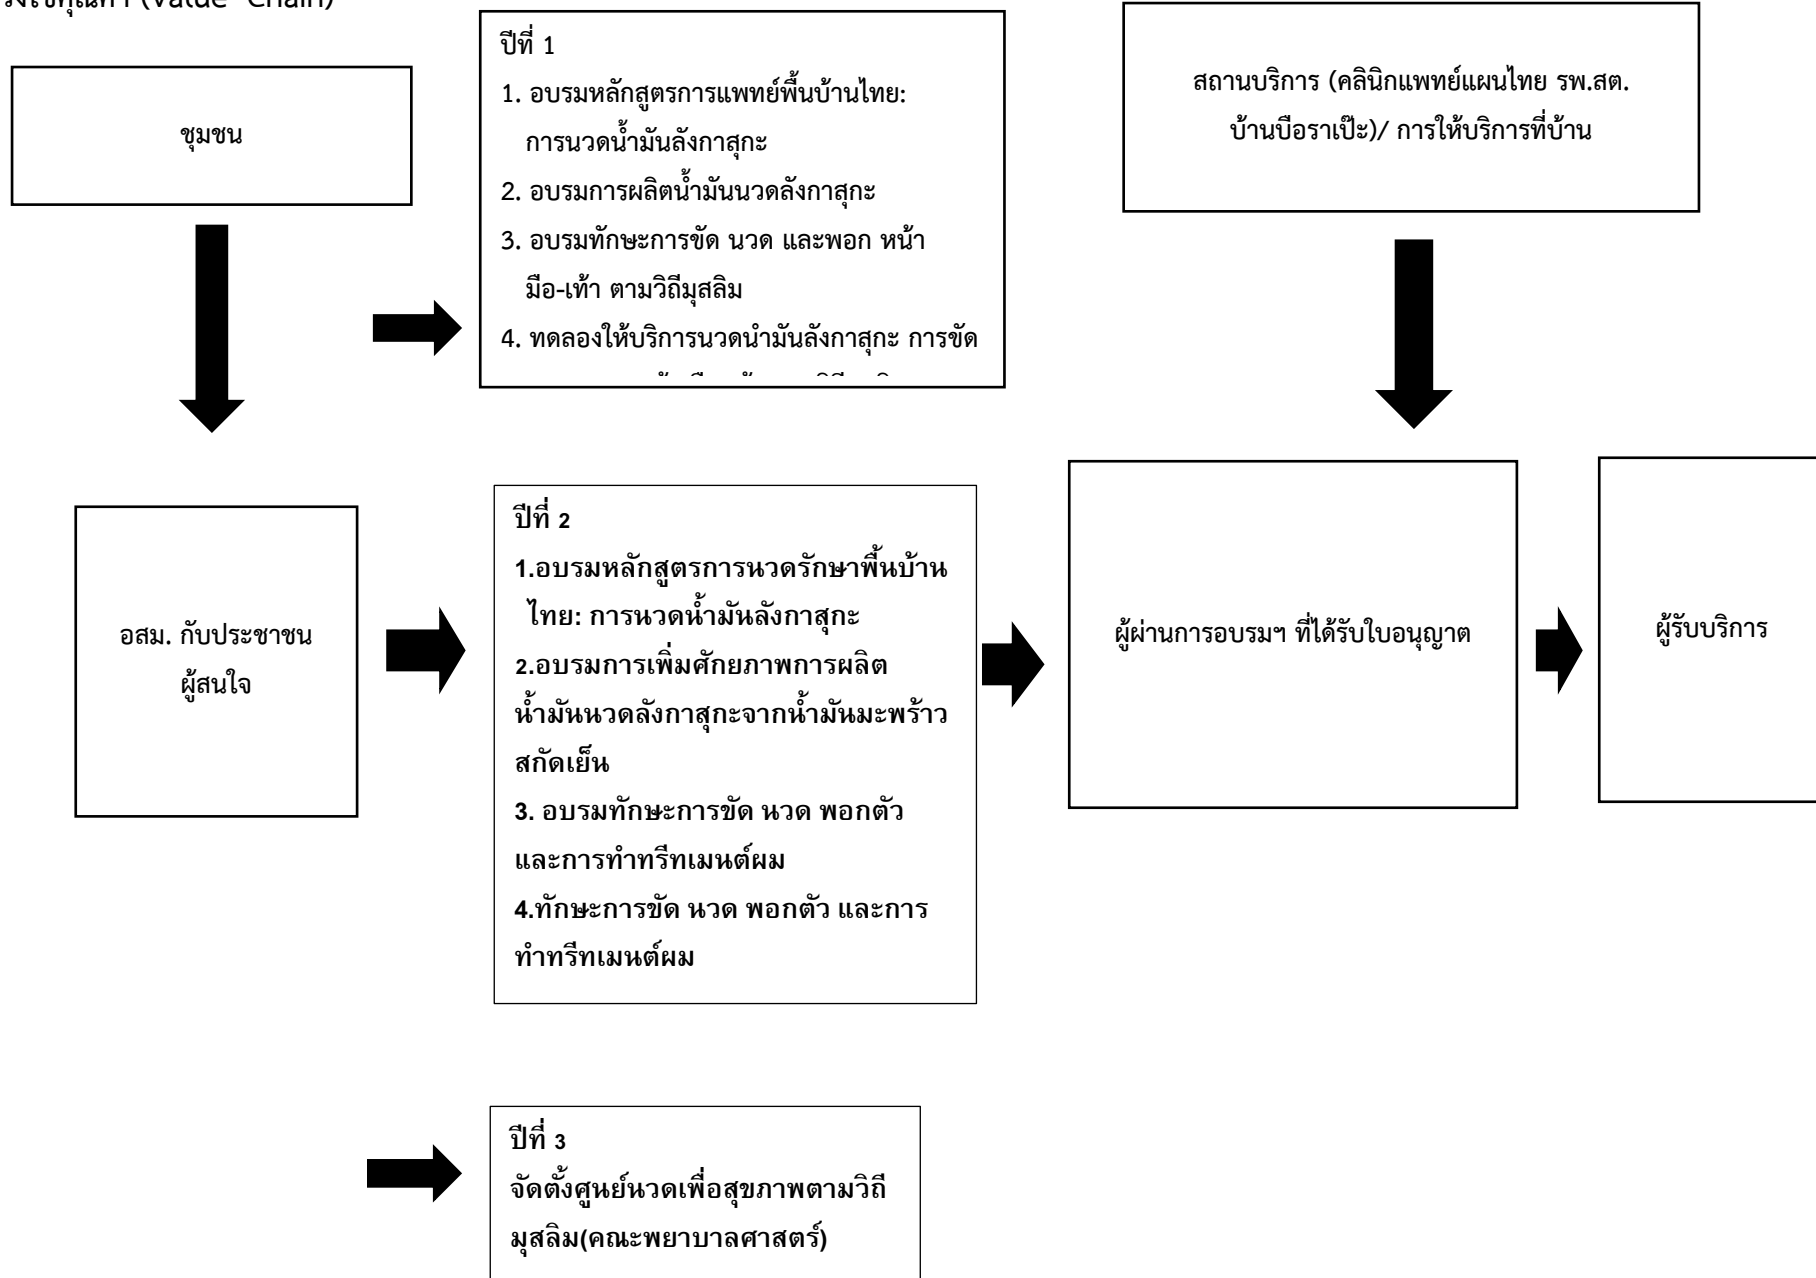 (Value Chain)
ชุมชน
ปีที่ 1
1. อบรมหลักสูตรการแพทย์พื้นบ้านไทย:
การนวดน้ำมันลังกาสุกะ
2. อบรมการผลิตน้ำมันนวดลังกาสุกะ
3. อบรมทักษะการขัด นวด และพอก หน้า
มือ-เท้า ตามวิถีมุสลิม
4. ทดลองให้บริการนวดนำมันลังกาสุกะ การขัด
สถานบริการ (คลินิกแพทย์แผนไทย รพ.สต.
บ้านบือราเป๊ะ)/ การให้บริการที่บ้าน
อสม. กับประชาชน
ผู้สนใจ
ปีที่ 2
1.อบรมหลักสูตรการนวดรักษาพื้นบ้าน
ไทย: การนวดน้ำมันลังกาสุกะ
2.อบรมการเพิ่มศักยภาพการผลิต
น้ำมันนวดลังกาสุกะจากน้ำมันมะพร้าว
สกัดเย็น
3. อบรมทักษะการขัด นวด พอกตัว
และการทำทรีทเมนต์ผม
4.ทักษะการขัด นวด พอกตัว และการ
ทำทรีทเมนต์ผม
ผู้ผ่านการอบรมฯ ที่ได้รับใบอนุญาต
ผู้รับบริการ
ปีที่ 3
จัดตั้งศูนย์นวดเพื่อสุขภาพตามวิถี
มุสลิม(คณะพยาบาลศาสตร์)